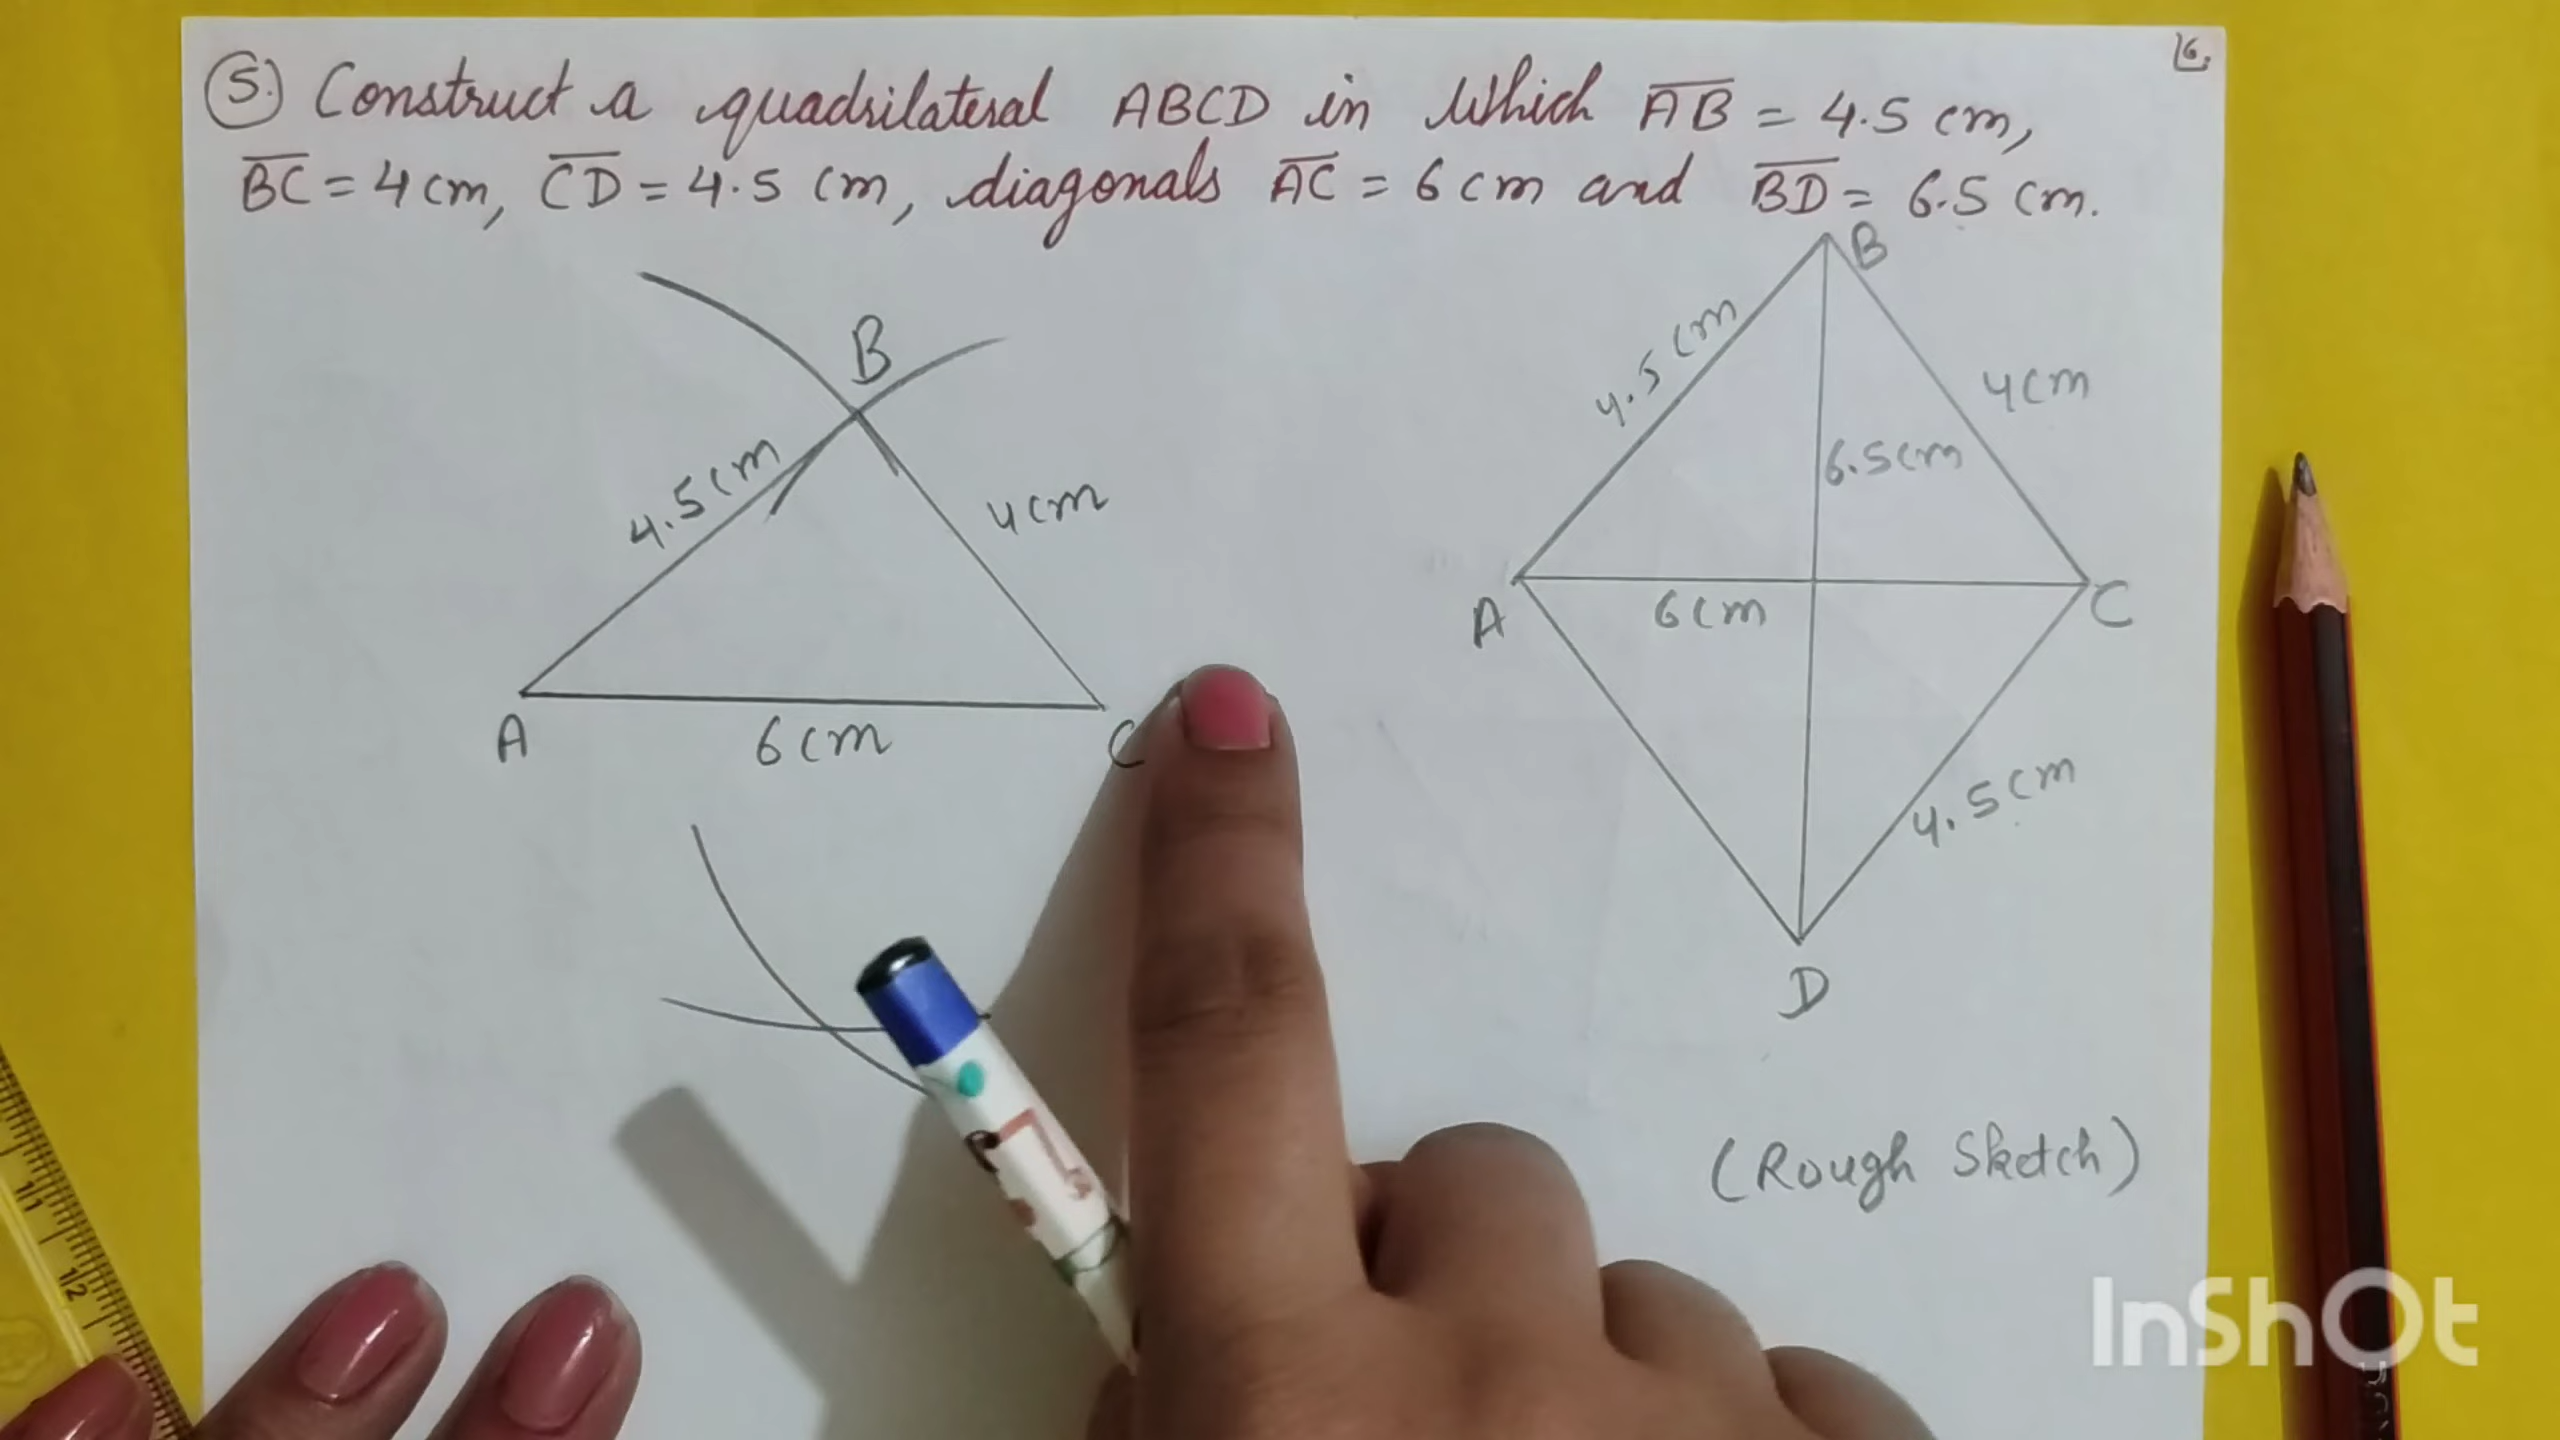 6.
5. Construct a quadrilateral ABCD in which AB = 4.5 cm,
BC = 4 cm, CD = 4.5 cm, diagonals AC = 6 cm and BD = 6.5 cm.
B
4.5 cm
4 cm
A
6 cm
C
B
4.5 cm
4 cm
6.5 cm
A
6 cm
C
4.5 cm
D
(Rough Sketch)
11
12
InShOt